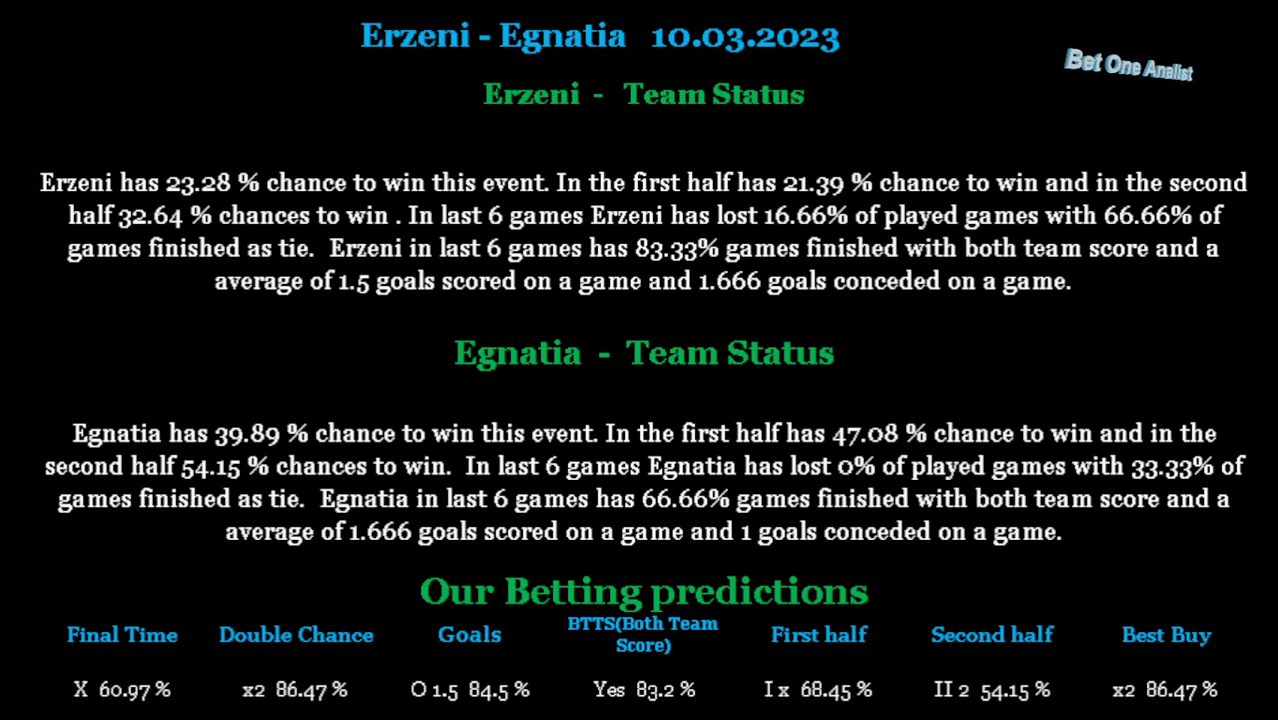 Erzeni - Egnatia 10.03.2023
Bet One Analist
Erzeni - Team Status
Erzeni has 23.28 % chance to win this event. In the first half has 21.39 % chance to win and in the second
half 32.64 % chances to win . In last 6 games Erzeni has lost 16.66% of played games with 66.66% of
games finished as tie. Erzeni in last 6 games has 83.33% games finished with both team score and a
average of 1.5 goals scored on a game and 1.666 goals conceded on a game.
Egnatia - Team Status
Egnatia has 39.89 % chance to win this event. In the first half has 47.08 % chance to win and in the
second half 54.15 % chances to win. In last 6 games Egnatia has lost 0% of played games with 33.33% of
games finished as tie. Egnatia in last 6 games has 66.66% games finished with both team score and a
average of 1.666 goals scored on a game and 1 goals conceded on a game.
Our Betting predictions
Final Time Double Chance Goals BTTS(Both Team
Score) First half Second half Best Buy
X 60.97 % x2 86.47 % O 1.5 84.5 % Yes 83.2 % I x 68.45 % II 2 54.15 % x2 86.47 %